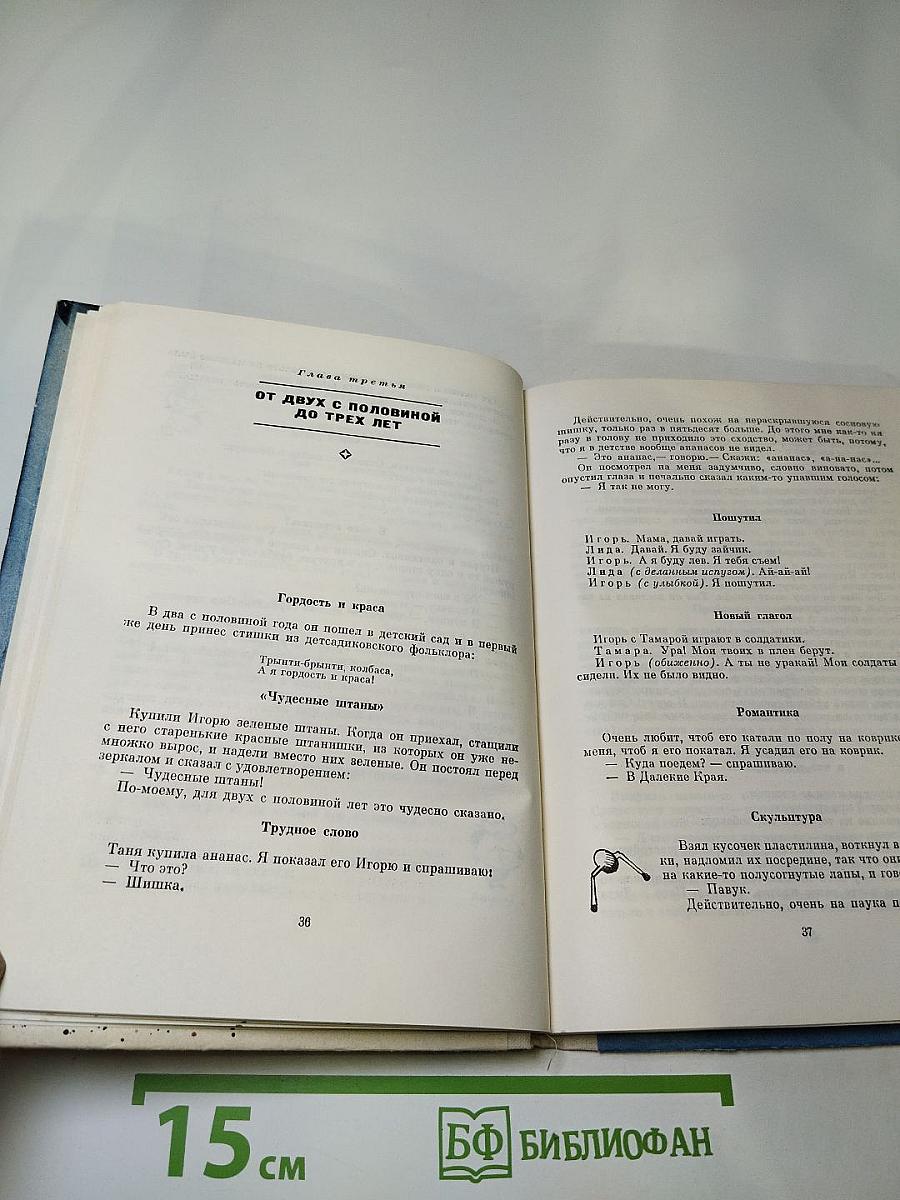 Глава третья
ОТ ДВУХ С ПОЛОВИНОЙ
ДО ТРЕХ ЛЕТ
Гордость и краса
В два с половиной года он пошел в детский сад и в первый
же день принес стишки из детсадиковского фольклора:
Трынти-брынти, колбаса,
А я гордость и краса!
«Чудесные штаны»
Купили Игорю зеленые штаны. Когда он приехал, стащили
с него старенькие красные штанишки, из которых он уже не-
множко вырос, и надели вместо них зеленые. Он постоял перед
зеркалом и сказал с удовлетворением:
— Чудесные штаны!
По-моему, для двух с половиной лет это чудесно сказано.
Трудное слово
Таня купила ананас. Я показал его Игорю и спрашиваю:
— Что это?
— Шишка.
36
Действительно, очень похож на нераскрывшуюся сосновую
шишку, только раз в пятьдесят больше. До этого мне как-то ни
разу в голову не приходило это сходство, может быть, потому,
что я в детстве вообще ананасов не видел.
— Это ананас,— говорю.— Скажи: «ананас», «а-на-нас»...
Он посмотрел на меня задумчиво, словно виновато, потом
опустил глаза и печально сказал каким-то упавшим голосом:
— Я так не могу.
Пошутил
Игорь. Мама, давай играть.
Лида. Давай. Я буду зайчик.
Игорь. А я буду лев. Я тебя съем!
Лида (с деланным испугом). Ай-ай-ай!
Игорь (с улыбкой). Я пошутил.
Новый глагол
Игорь с Тамарой играют в солдатики.
Тамара. Ура! Мои твоих в плен берут.
Игорь (обиженно). А ты не уракай! Мои солдаты
сидели. Их не было видно.
Романтика
Очень любит, чтоб его катали по полу на коврике
меня, чтоб я его покатал. Я усадил его на коврик.
— Куда поедем? — спрашиваю.
— В Далекие Края.
Скульптура
Взял кусочек пластилина, воткнул в
ки, надломил их посредине, так что они
на какие-то полусогнутые лапы, и гово
— Павук.
Действительно, очень на паука п
37
15 см
БФ БИБЛИОФАН